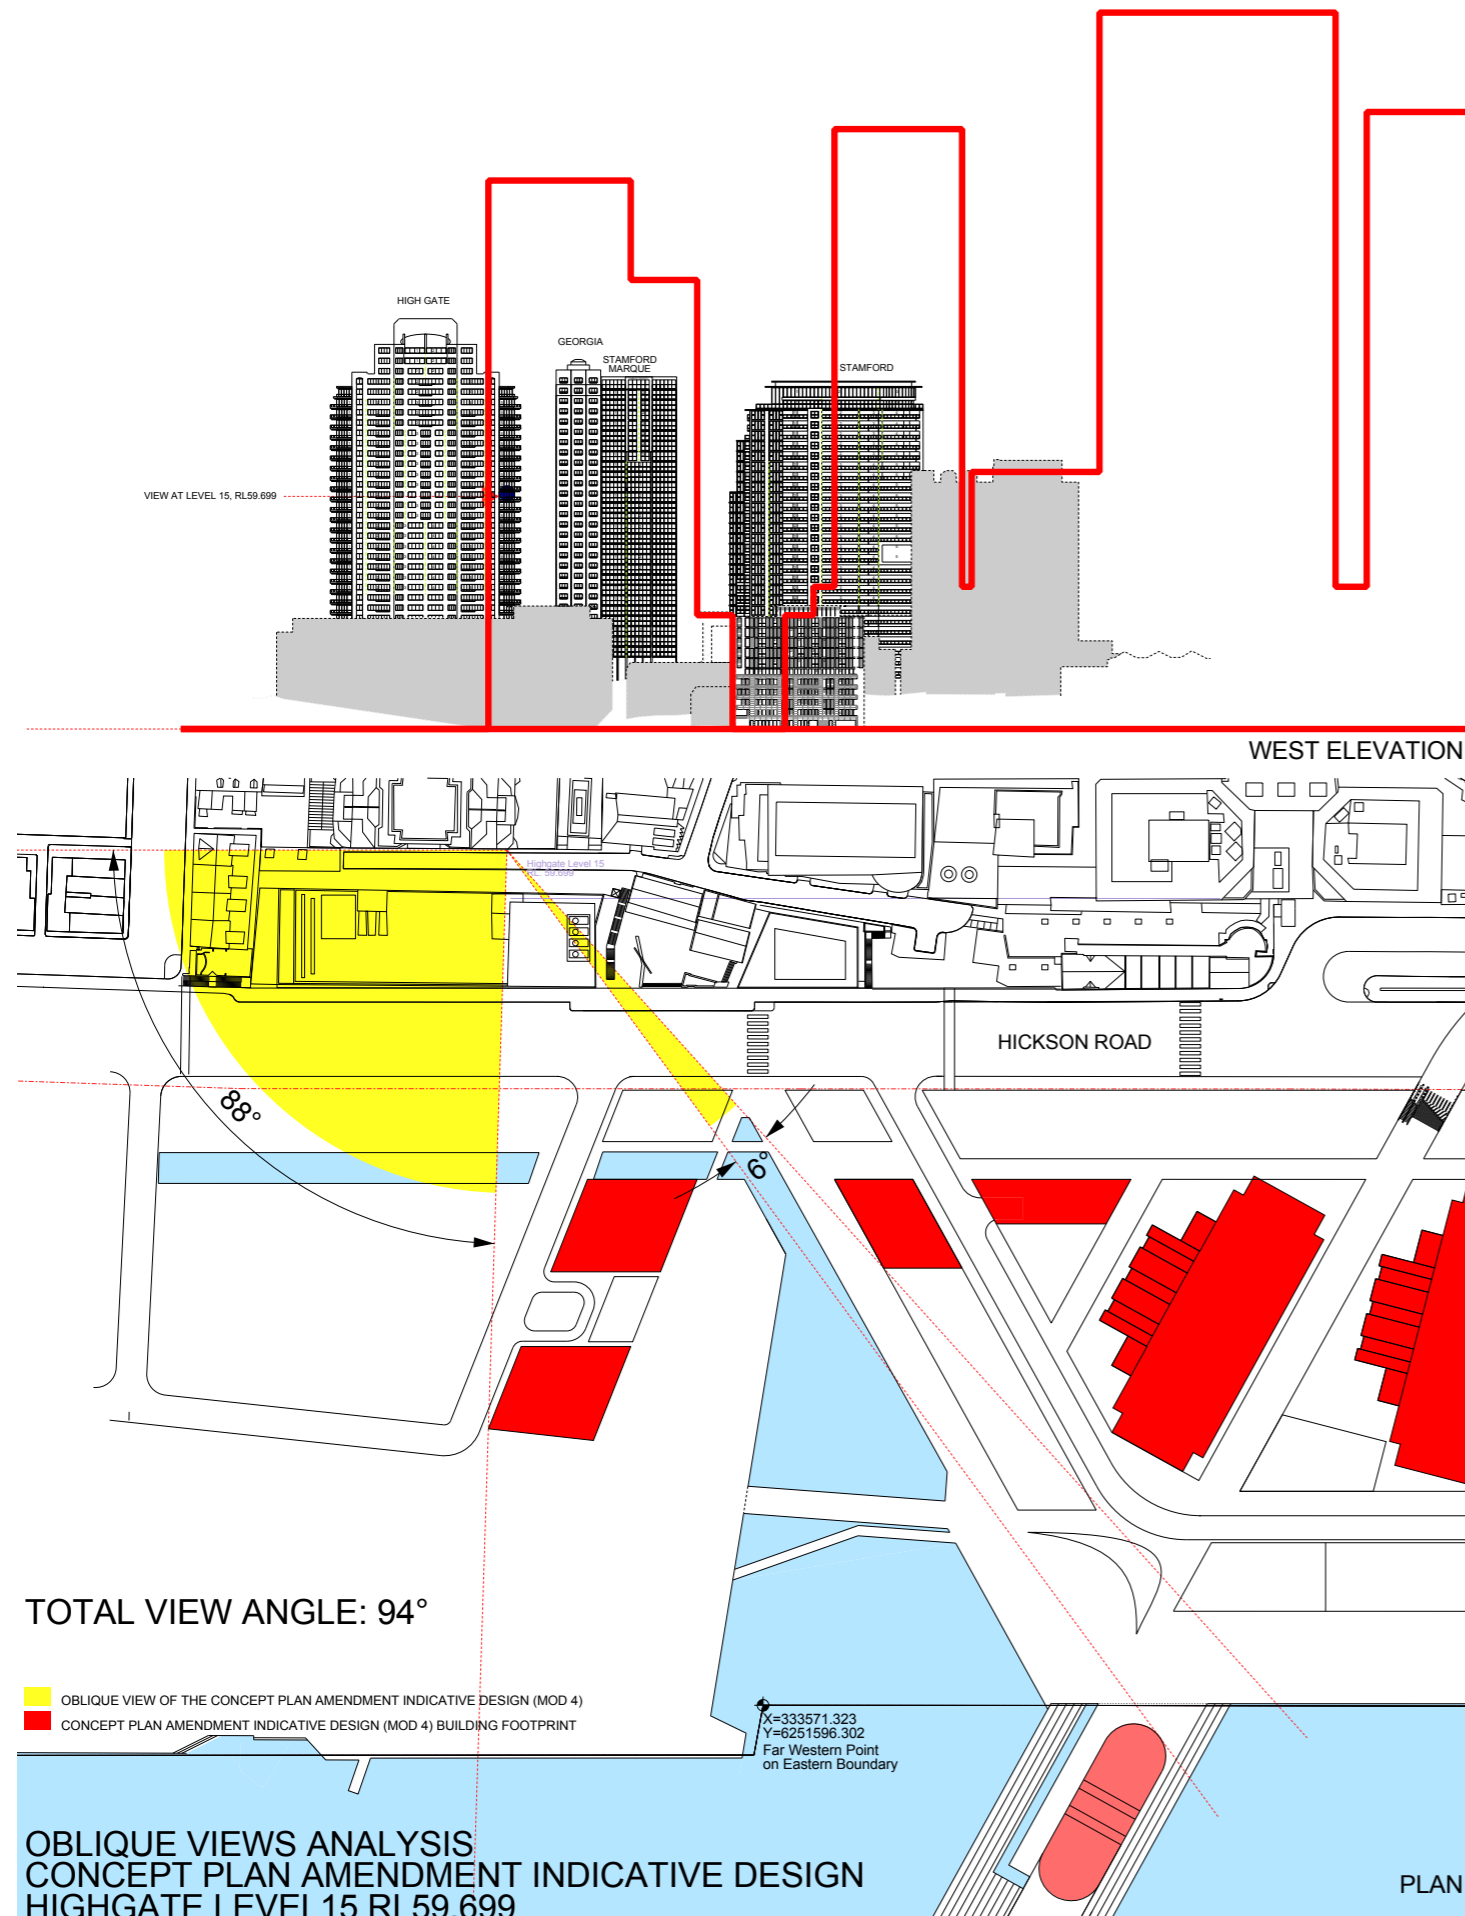 HIGH GATE
GEORGIA
STAMFORD
MARQUE
STAMFORD
VIEW AT LEVEL 15, RL59.699
WEST ELEVATION
Highgate Level 15
RL. 59.699
HICKSON ROAD
88°
6°
TOTAL VIEW ANGLE: 94°
OBLIQUE VIEW OF THE CONCEPT PLAN AMENDMENT INDICATIVE DESIGN (MOD 4)
CONCEPT PLAN AMENDMENT INDICATIVE DESIGN (MOD 4) BUILDING FOOTPRINT
X=333571.323
Y=6251596.302
Far Western Point
on Eastern Boundary
OBLIQUE VIEWS ANALYSIS
CONCEPT PLAN AMENDMENT INDICATIVE DESIGN
HIGHGATE LEVEL 15 RL59.699
PLAN